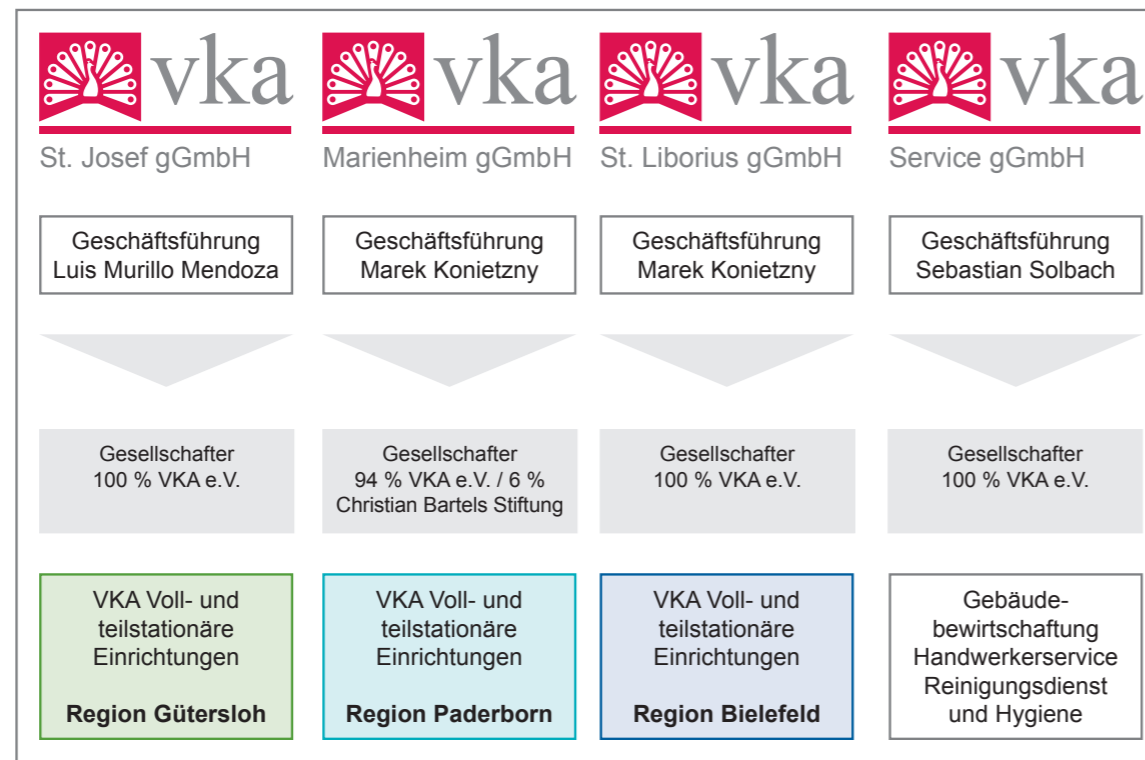 vka
St. Josef gGmbH
Geschäftsführung
Luis Murillo Mendoza
Gesellschafter
100 % VKA e.V.
VKA Voll- und
teilstationäre
Einrichtungen
Region Gütersloh
vka
Marienheim gGmbH
Geschäftsführung
Marek Konietzny
Gesellschafter
94 % VKA e.V. / 6 %
Christian Bartels Stiftung
VKA Voll- und
teilstationäre
Einrichtungen
Region Paderborn
vka
St. Liborius gGmbH
Geschäftsführung
Marek Konietzny
Gesellschafter
100 % VKA e.V.
VKA Voll- und
teilstationäre
Einrichtungen
Region Bielefeld
vka
Service gGmbH
Geschäftsführung
Sebastian Solbach
Gesellschafter
100 % VKA e.V.
Gebäude-
bewirtschaftung
Handwerkerservice
Reinigungsdienst
und Hygiene